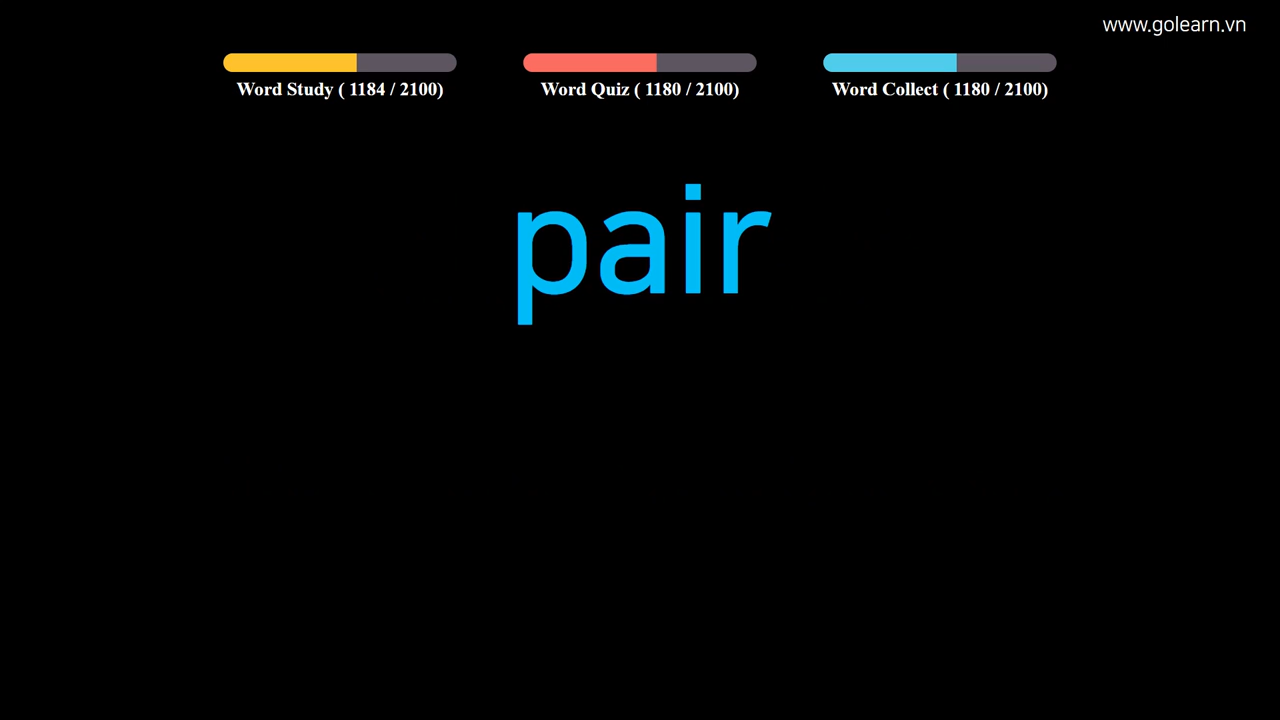 www.golearn.vn
Word Study ( 1184 / 2100)
Word Quiz ( 1180 / 2100)
Word Collect ( 1180 / 2100)
pair